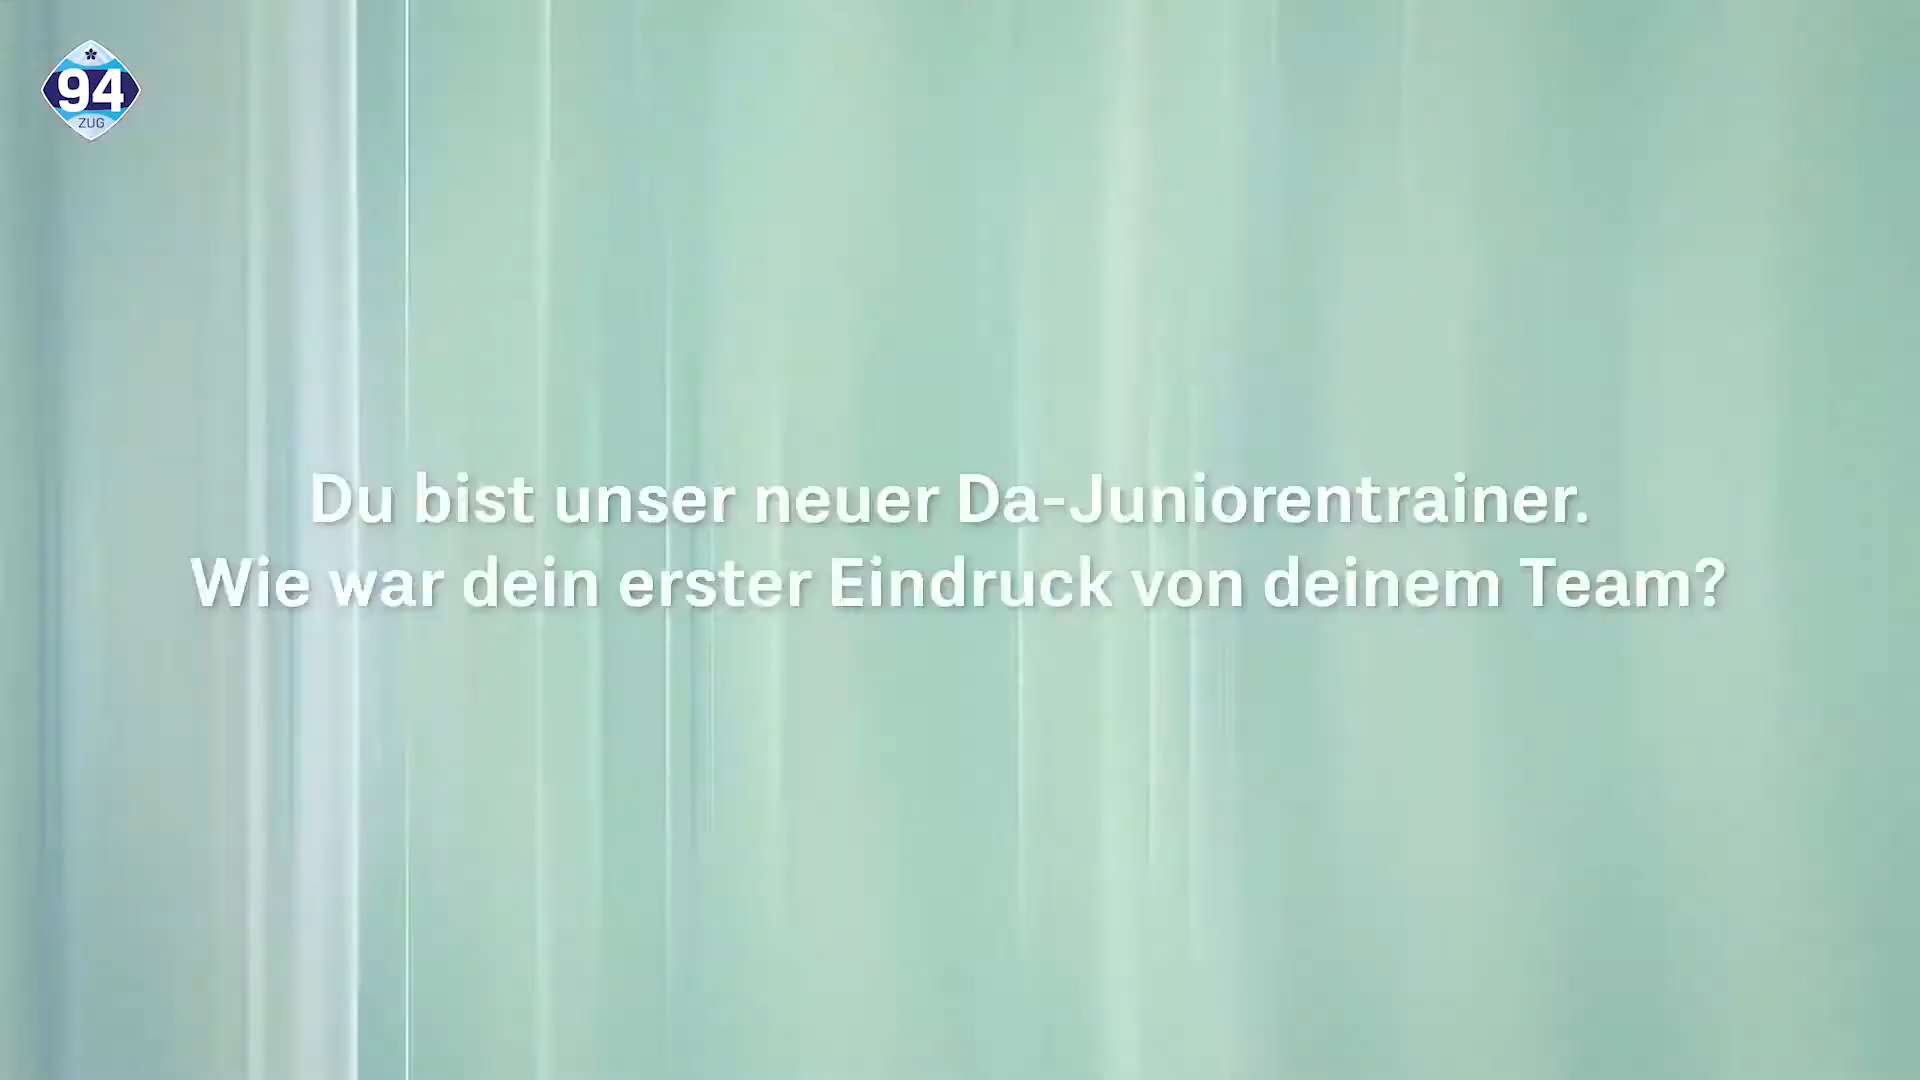 94
ZUG
Du bist unser neuer Da-Juniorentrainer.
Wie war dein erster Eindruck von deinem Team?